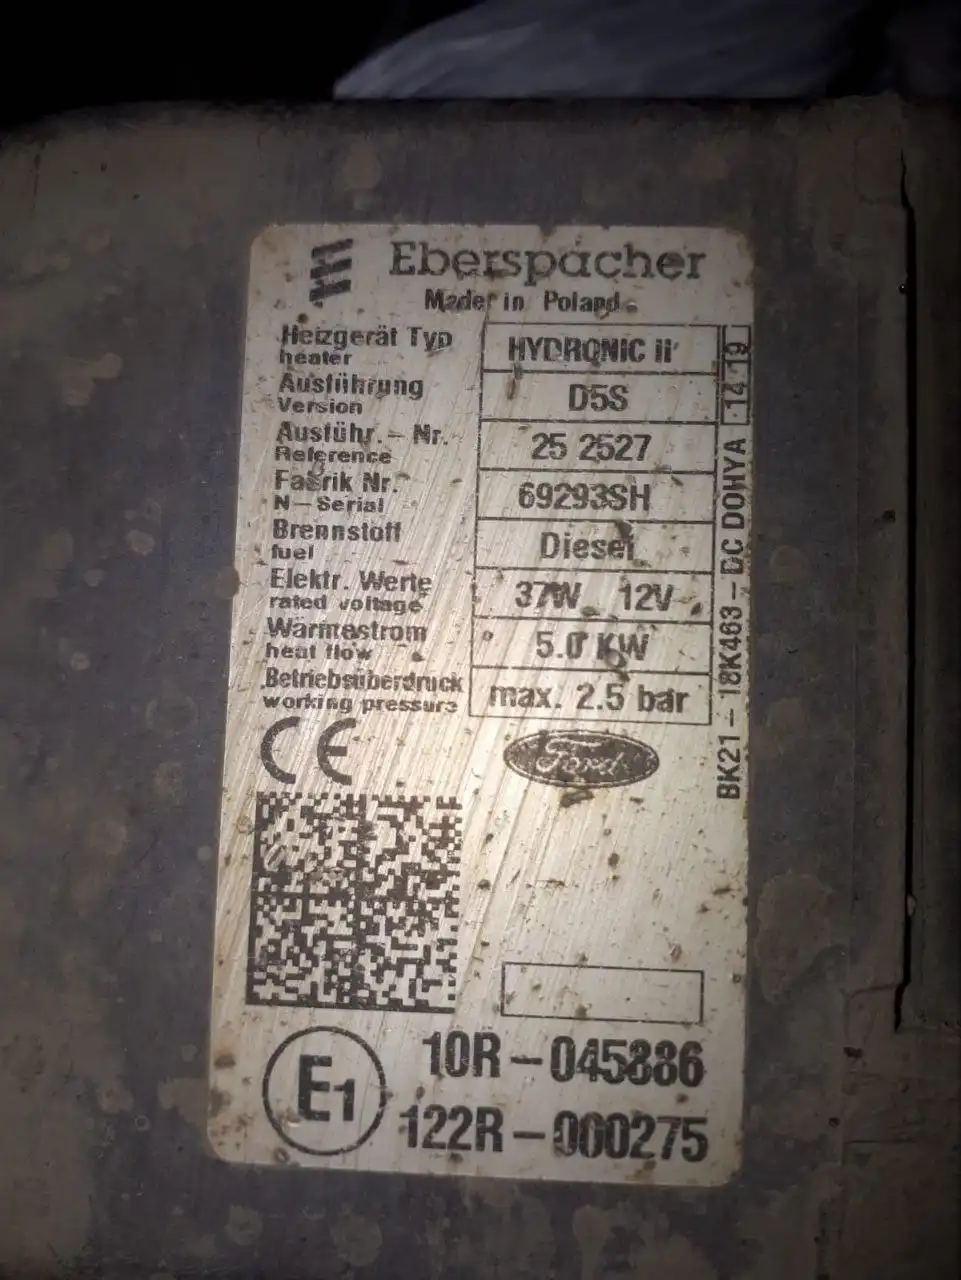 Eberspächer
Made in Poland
Heizgerät Typ
heater
HYDRONIC II
Ausführung
Version
D5S
Ausführ.-Nr.
Reference
25 2527
Fabrik Nr.
N-Serial
69293SH
Brennstoff
fuel
Diesel
Elektr. Werte
rated voltage
37W 12V
Wärmestrom
heat flow
5.0 KW
Betriebsüberdruck
working pressure
max. 2.5 bar
BK21-18K463-DC DOHYA 14 19
CE
Ford
E1
10R-045886
122R-000275